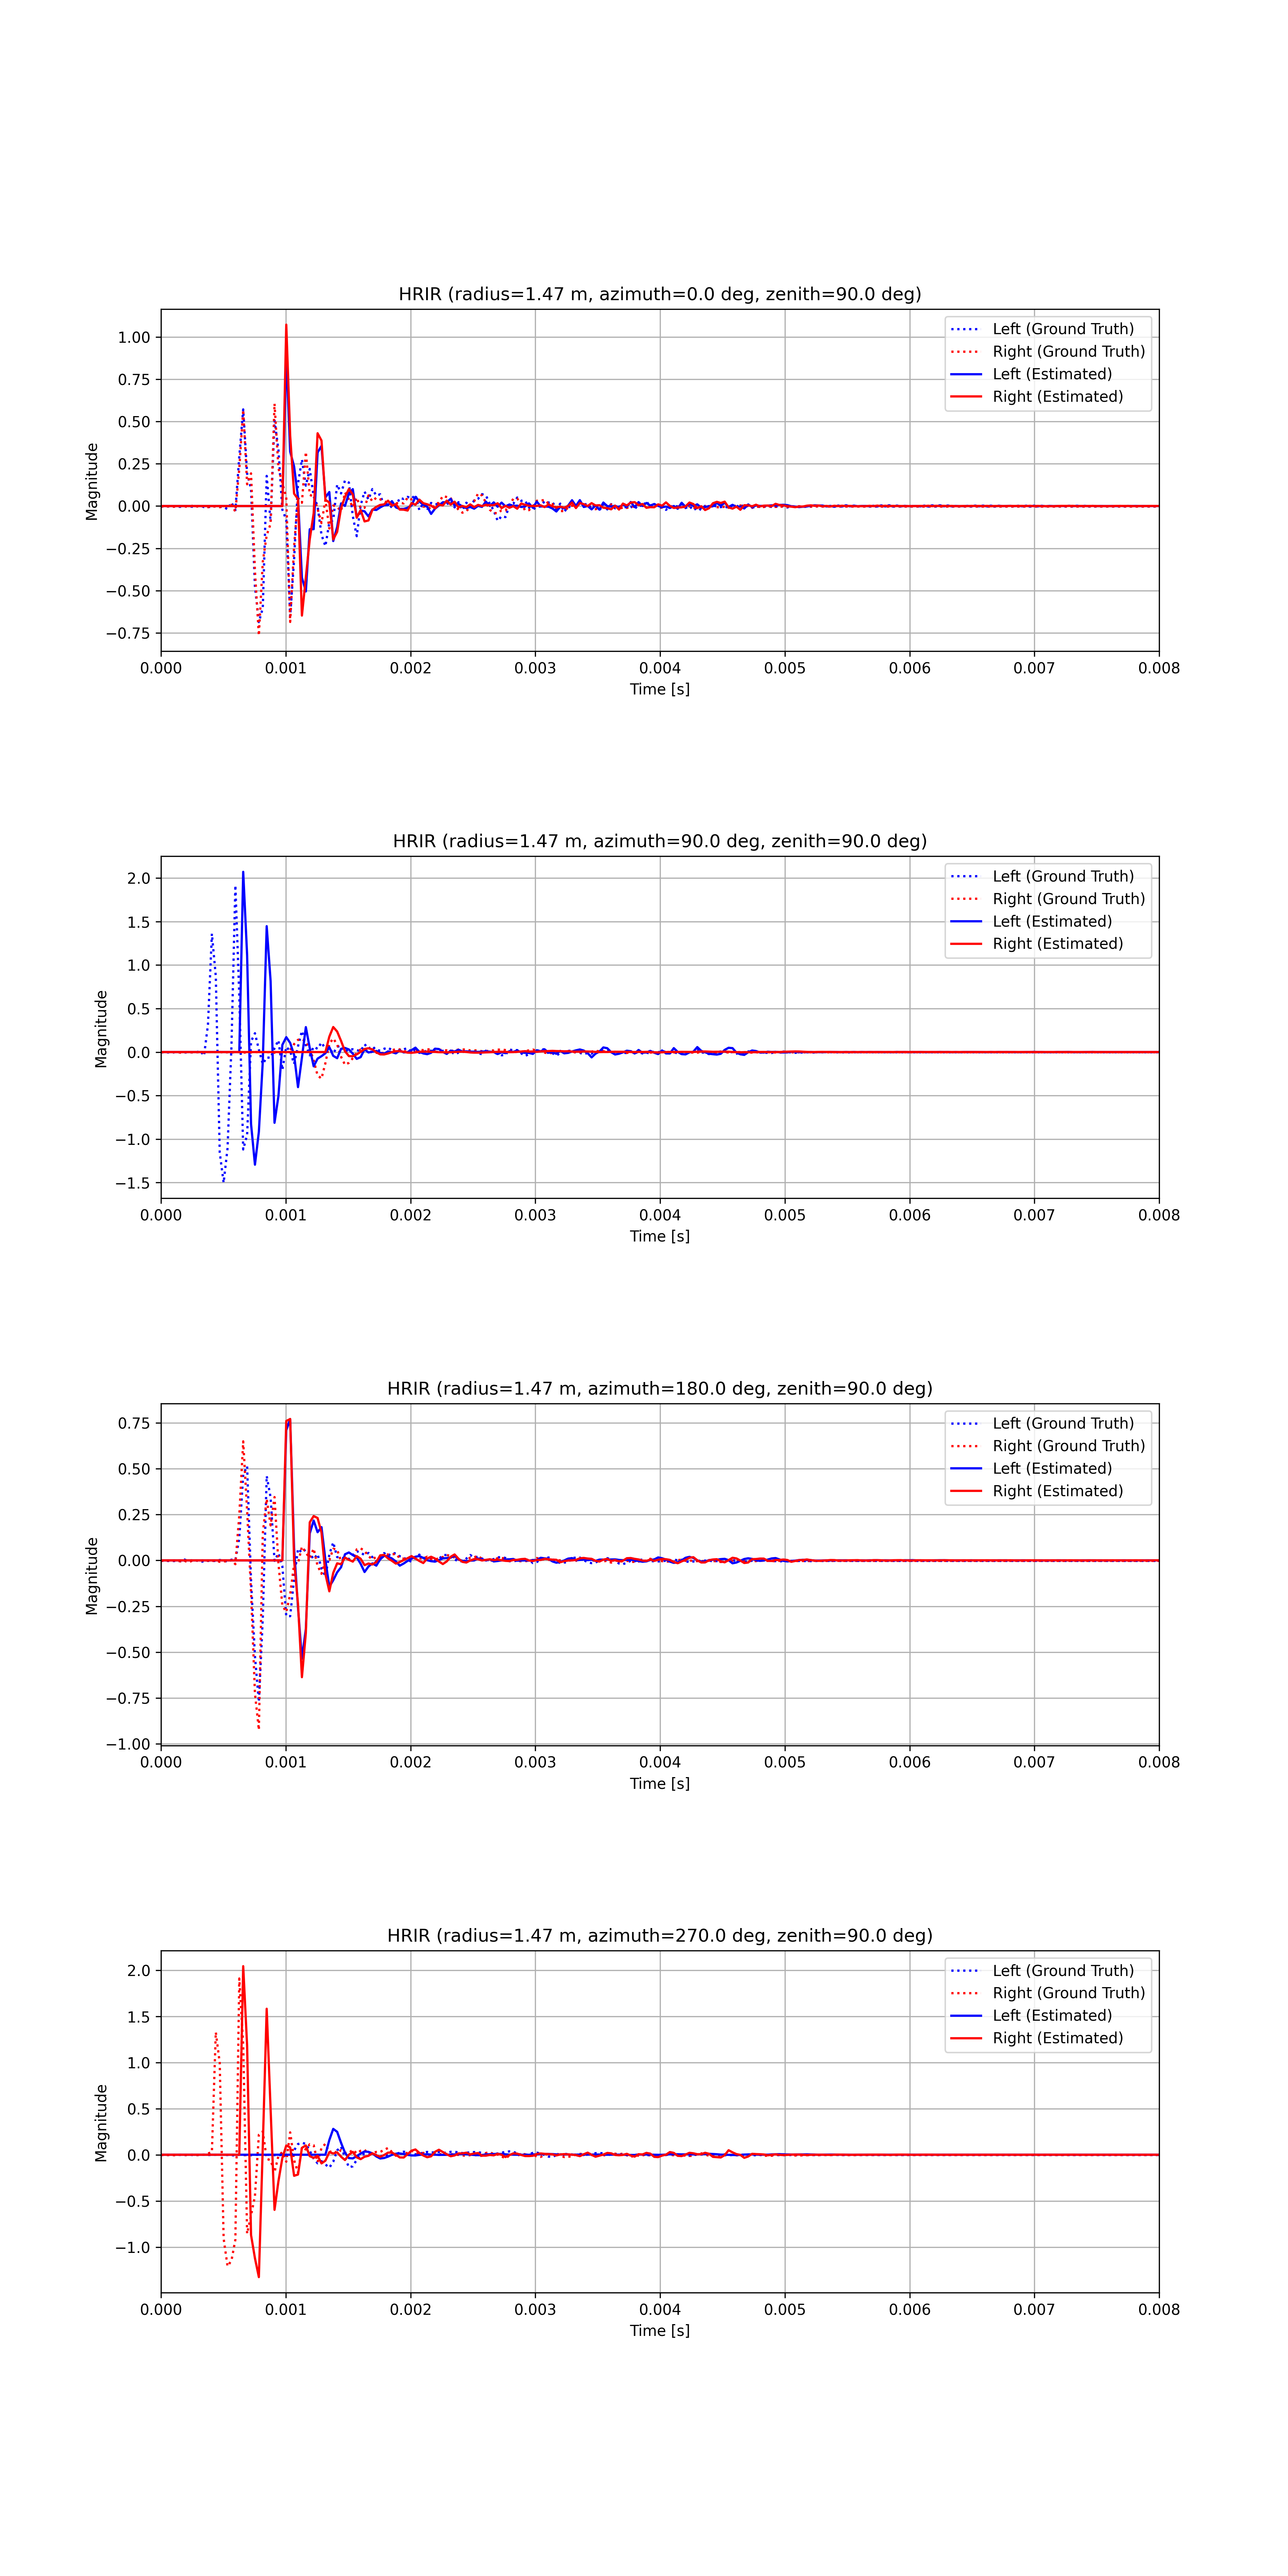 HRIR (radius=1.47 m, azimuth=0.0 deg, zenith=90.0 deg)
Left (Ground Truth)
Right (Ground Truth)
Left (Estimated)
Right (Estimated)
1.00
0.75
0.50
0.25
0.00
−0.25
−0.50
−0.75
Magnitude
0.000 0.001 0.002 0.003 0.004 0.005 0.006 0.007 0.008
Time [s]
HRIR (radius=1.47 m, azimuth=90.0 deg, zenith=90.0 deg)
Left (Ground Truth)
Right (Ground Truth)
Left (Estimated)
Right (Estimated)
2.0
1.5
1.0
0.5
0.0
−0.5
−1.0
−1.5
Magnitude
0.000 0.001 0.002 0.003 0.004 0.005 0.006 0.007 0.008
Time [s]
HRIR (radius=1.47 m, azimuth=180.0 deg, zenith=90.0 deg)
Left (Ground Truth)
Right (Ground Truth)
Left (Estimated)
Right (Estimated)
0.75
0.50
0.25
0.00
−0.25
−0.50
−0.75
−1.00
Magnitude
0.000 0.001 0.002 0.003 0.004 0.005 0.006 0.007 0.008
Time [s]
HRIR (radius=1.47 m, azimuth=270.0 deg, zenith=90.0 deg)
Left (Ground Truth)
Right (Ground Truth)
Left (Estimated)
Right (Estimated)
2.0
1.5
1.0
0.5
0.0
−0.5
−1.0
Magnitude
0.000 0.001 0.002 0.003 0.004 0.005 0.006 0.007 0.008
Time [s]